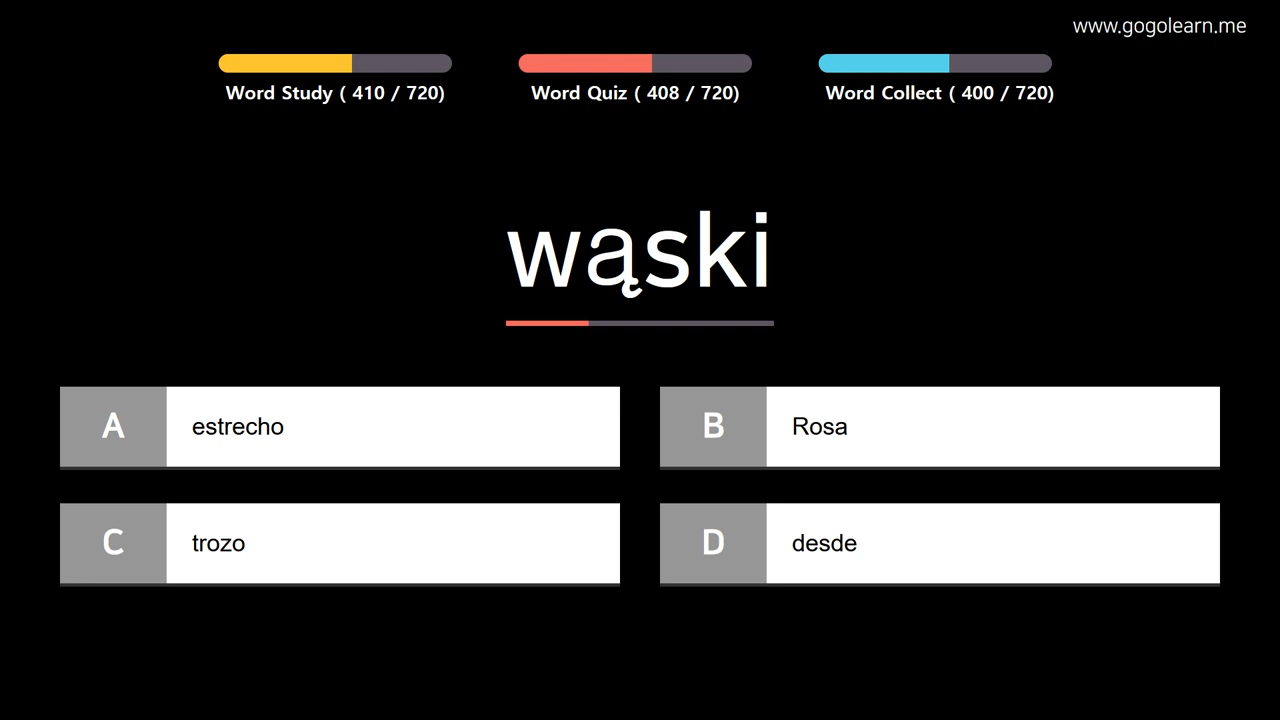 www.gogolearn.me
Word Study ( 410 / 720)
Word Quiz ( 408 / 720)
Word Collect ( 400 / 720)
wąski
A estrecho
B Rosa
C trozo
D desde